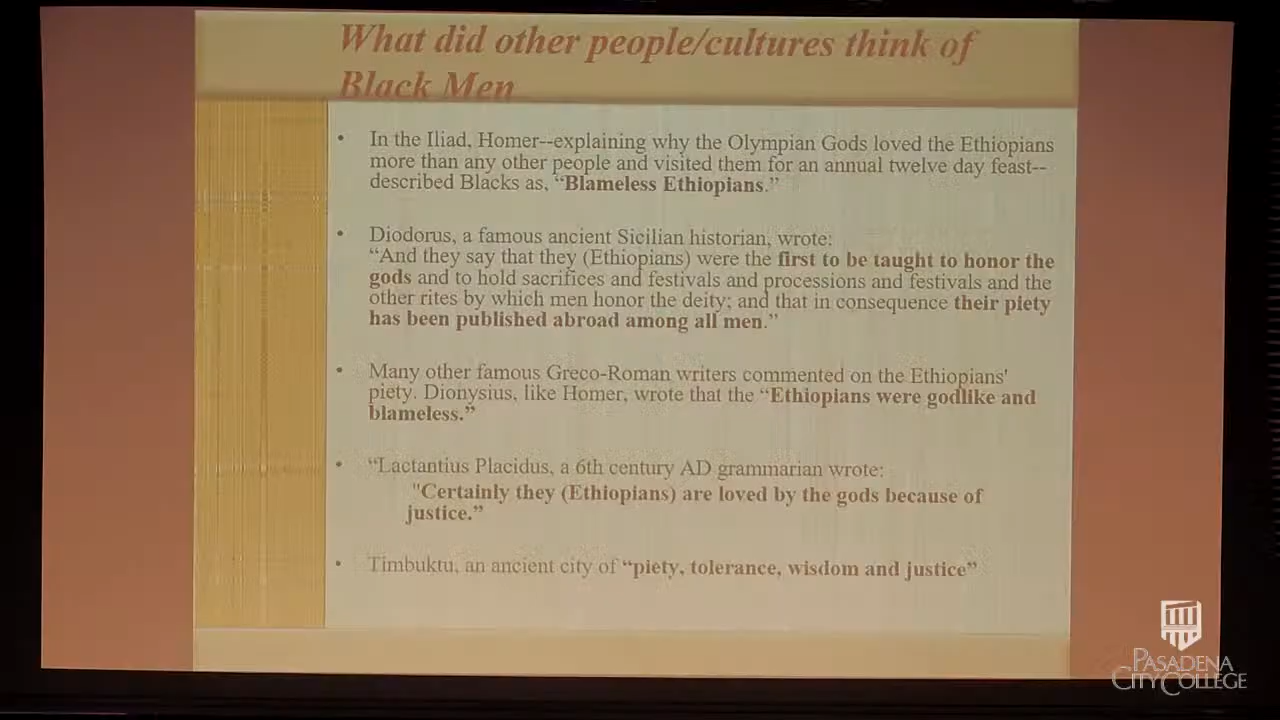 What did other people/cultures think of
Black Men
• In the Iliad, Homer--explaining why the Olympian Gods loved the Ethiopians
more than any other people and visited them for an annual twelve day feast--
described Blacks as, “Blameless Ethiopians.”
• Diodorus, a famous ancient Sicilian historian, wrote:
“And they say that they (Ethiopians) were the first to be taught to honor the
gods and to hold sacrifices and festivals and processions and festivals and the
other rites by which men honor the deity; and that in consequence their piety
has been published abroad among all men.”
• Many other famous Greco-Roman writers commented on the Ethiopians'
piety. Dionysius, like Homer, wrote that the “Ethiopians were godlike and
blameless.”
• “Lactantius Placidus, a 6th century AD grammarian wrote:
"Certainly they (Ethiopians) are loved by the gods because of
justice.”
• Timbuktu, an ancient city of “piety, tolerance, wisdom and justice”
PASADENA
CITY COLLEGE